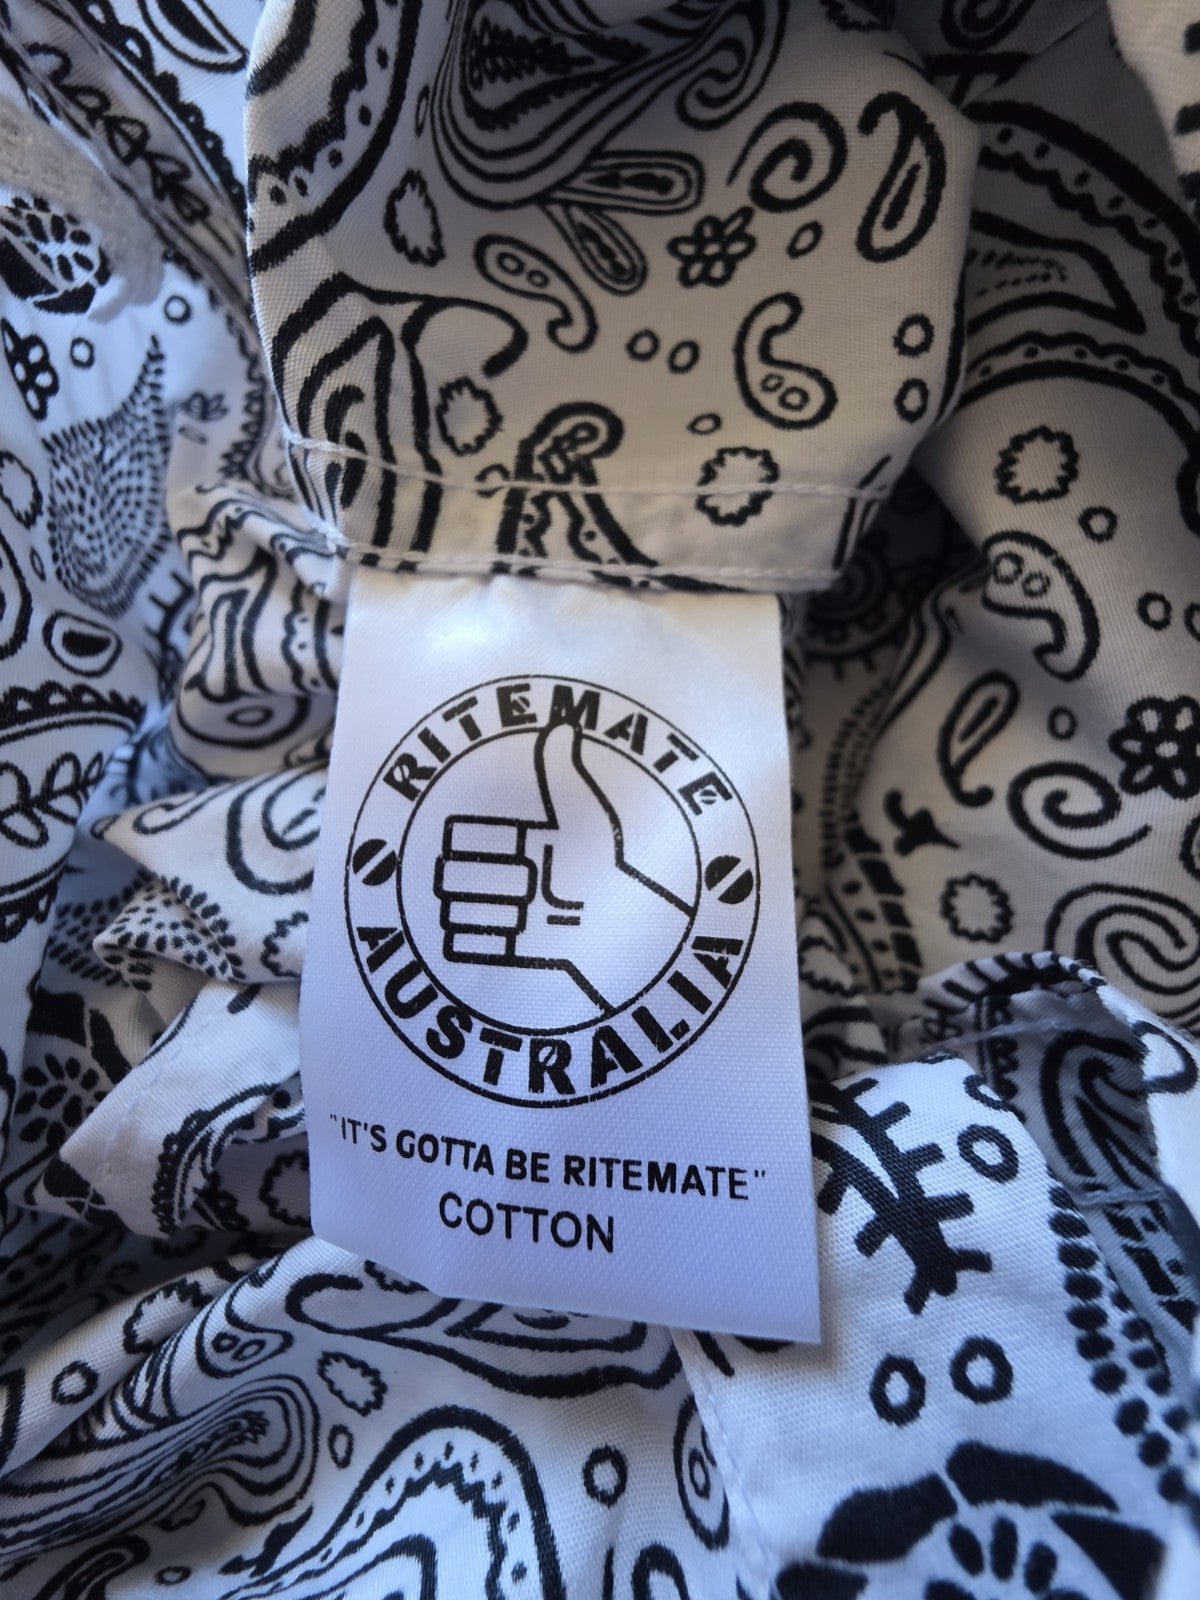 RITEMATE
AUSTRALIA
"IT'S GOTTA BE RITEMATE"
COTTON